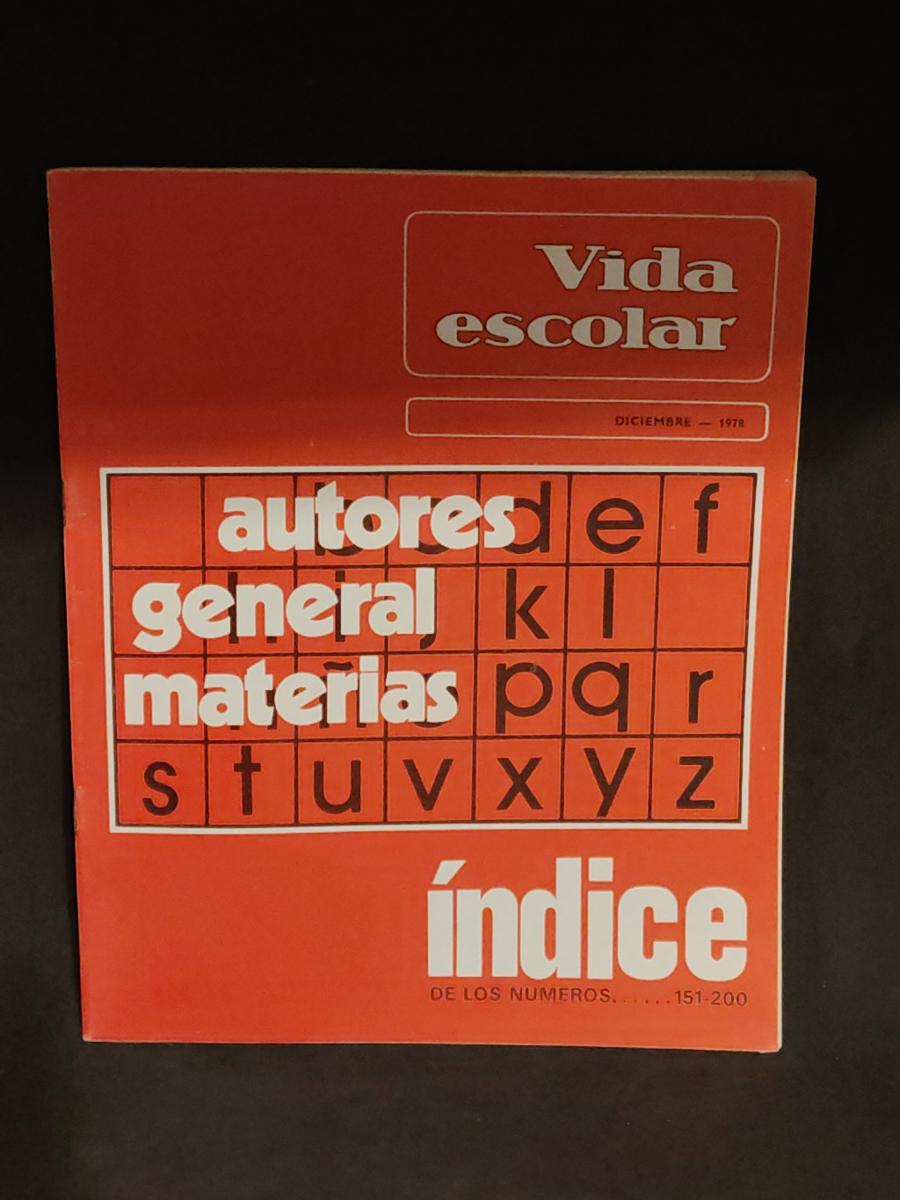 Vida
escolar
DICIEMBRE — 1978
autores
general
materias
b d e f
h i j k l
ñ p q r
s t u v x y z
índice
DE LOS NUMEROS......151-200